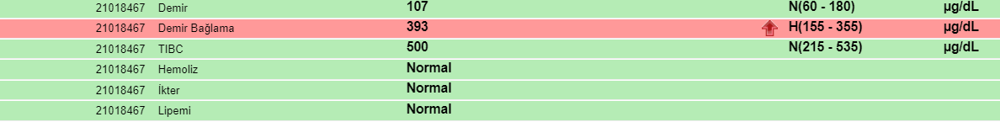 21018467 Demir 107 N(60 - 180) µg/dL
21018467 Demir Bağlama 393 H(155 - 355) µg/dL
21018467 TIBC 500 N(215 - 535) µg/dL
21018467 Hemoliz Normal
21018467 İkter Normal
21018467 Lipemi Normal